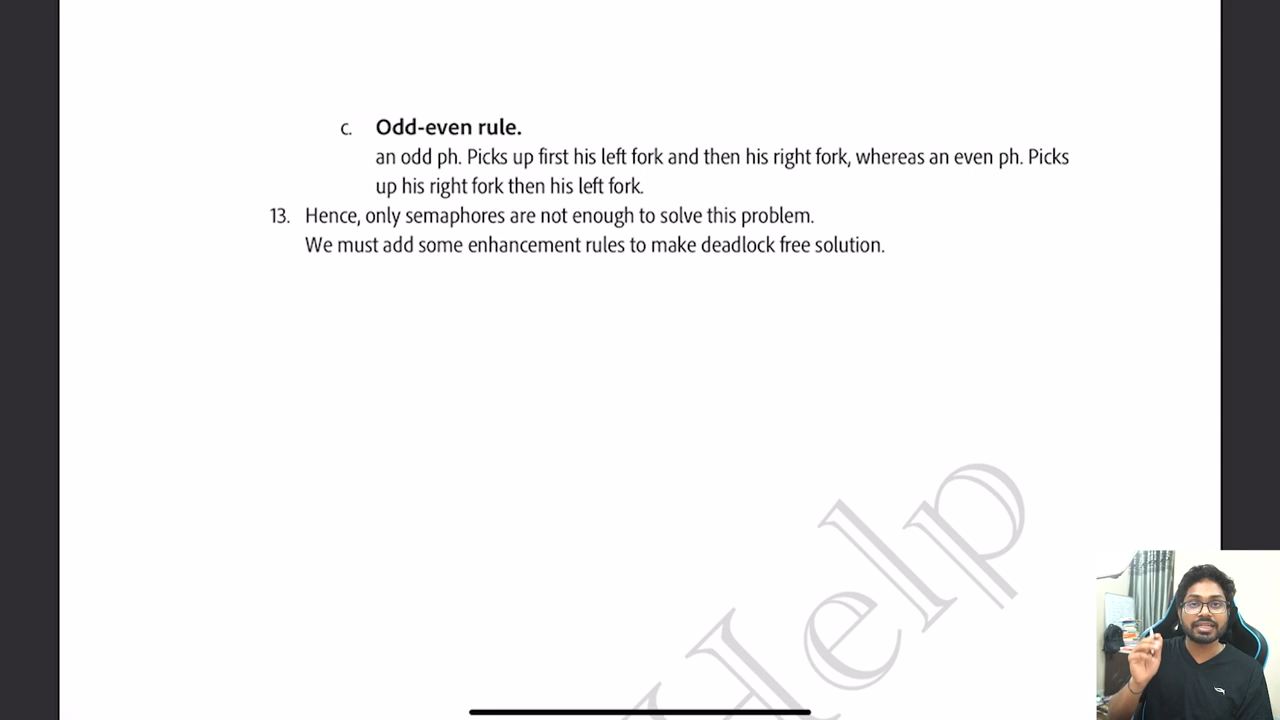 c. Odd-even rule.
an odd ph. Picks up first his left fork and then his right fork, whereas an even ph. Picks
up his right fork then his left fork.
13. Hence, only semaphores are not enough to solve this problem.
We must add some enhancement rules to make deadlock free solution.
Help